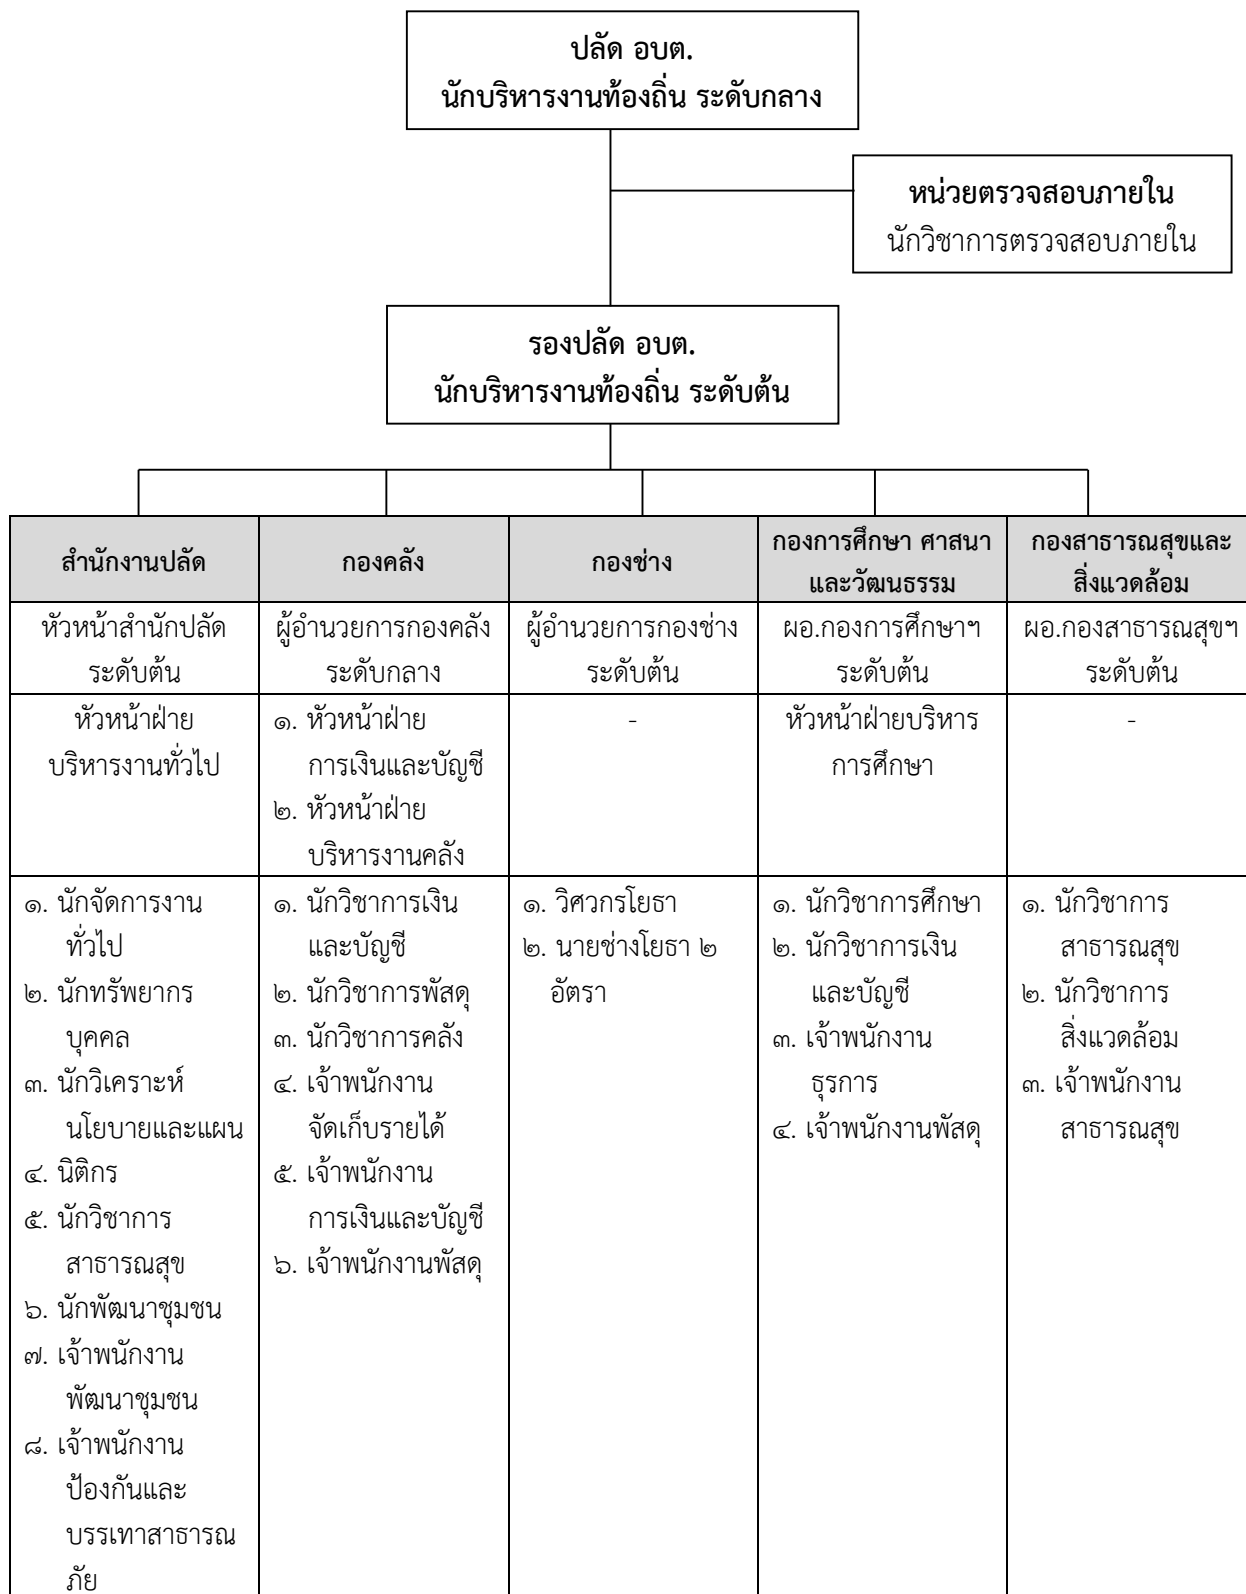 ปลัด อบต.
นักบริหารงานท้องถิ่น ระดับกลาง
หน่วยตรวจสอบภายใน
นักวิชาการตรวจสอบภายใน
รองปลัด อบต.
นักบริหารงานท้องถิ่น ระดับต้น
สำนักงานปลัด
กองคลัง
กองช่าง
กองการศึกษา ศาสนา
และวัฒนธรรม
กองสาธารณสุขและ
สิ่งแวดล้อม
หัวหน้าสำนักปลัด
ระดับต้น
ผู้อำนวยการกองคลัง
ระดับกลาง
ผู้อำนวยการกองช่าง
ระดับต้น
ผอ.กองการศึกษาฯ
ระดับต้น
ผอ.กองสาธารณสุขฯ
ระดับต้น
หัวหน้าฝ่าย
บริหารงานทั่วไป
๑. หัวหน้าฝ่าย
การเงินและบัญชี
๒. หัวหน้าฝ่าย
บริหารงานคลัง
-
หัวหน้าฝ่ายบริหาร
การศึกษา
-
๑. นักจัดการงาน
ทั่วไป
๒. นักทรัพยากร
บุคคล
๓. นักวิเคราะห์
นโยบายและแผน
๔. นิติกร
๕. นักวิชาการ
สาธารณสุข
๖. นักพัฒนาชุมชน
๗. เจ้าพนักงาน
พัฒนาชุมชน
๘. เจ้าพนักงาน
ป้องกันและ
บรรเทาสาธารณ
ภัย
๑. นักวิชาการเงิน
และบัญชี
๒. นักวิชาการพัสดุ
๓. นักวิชาการคลัง
๔. เจ้าพนักงาน
จัดเก็บรายได้
๕. เจ้าพนักงาน
การเงินและบัญชี
๖. เจ้าพนักงานพัสดุ
๑. วิศวกรโยธา
๒. นายช่างโยธา ๒
อัตรา
๑. นักวิชาการศึกษา
๒. นักวิชาการเงิน
และบัญชี
๓. เจ้าพนักงาน
ธุรการ
๔. เจ้าพนักงานพัสดุ
๑. นักวิชาการ
สาธารณสุข
๒. นักวิชาการ
สิ่งแวดล้อม
๓. เจ้าพนักงาน
สาธารณสุข